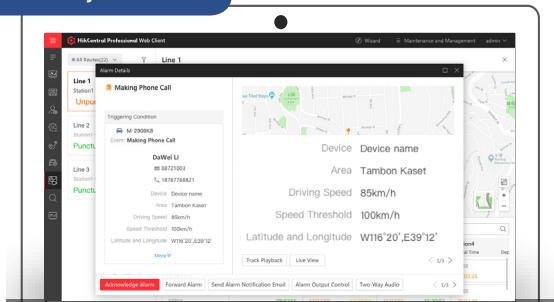 HikCentral Professional Web Client
Wizard
Maintenance and Management
admin
All Routes(22)
Line 1
Alarm Details
Making Phone Call
Triggering Condition
M-2908KB
Event Making Phone Call
DaWei Li
88721003
18787768821
Device Device name
Area Tambon Kaset
Driving Speed 85km/h
Speed Threshold 100km/h
Latitude and Longitude W116°20′,E39°12′
More
Device Device name
Area Tambon Kaset
Driving Speed 85km/h
Speed Threshold 100km/h
Latitude and Longitude W116°20′,E39°12′
Track Playback
Live View
1/3
Acknowledge Alarm
Forward Alarm
Send Alarm Notification Email
Alarm Output Control
Two-Way Audio
1/3
Line 1
Station1
Line 2
Station1
Line 3
Station1